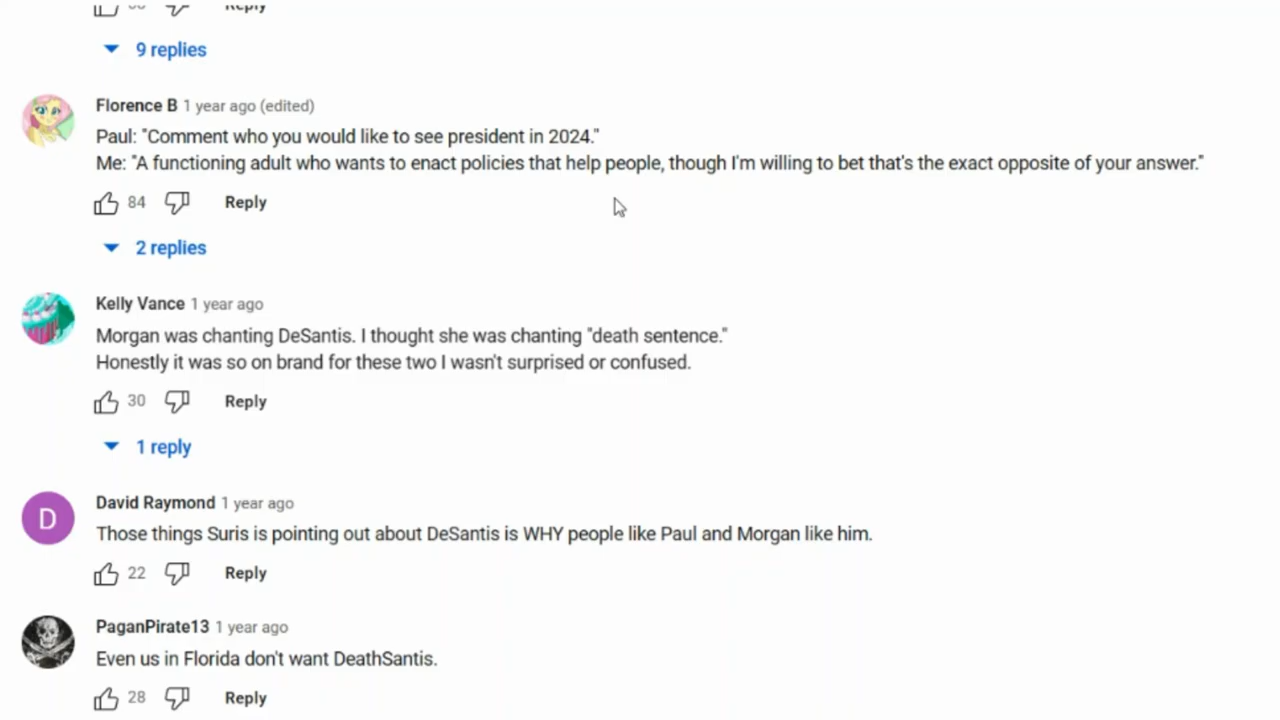 Reply
9 replies
Florence B 1 year ago (edited)
Paul: "Comment who you would like to see president in 2024."
Me: "A functioning adult who wants to enact policies that help people, though I'm willing to bet that's the exact opposite of your answer."
84 Reply
2 replies
Kelly Vance 1 year ago
Morgan was chanting DeSantis. I thought she was chanting "death sentence."
Honestly it was so on brand for these two I wasn't surprised or confused.
30 Reply
1 reply
D
David Raymond 1 year ago
Those things Suris is pointing out about DeSantis is WHY people like Paul and Morgan like him.
22 Reply
PaganPirate13 1 year ago
Even us in Florida don't want DeathSantis.
28 Reply